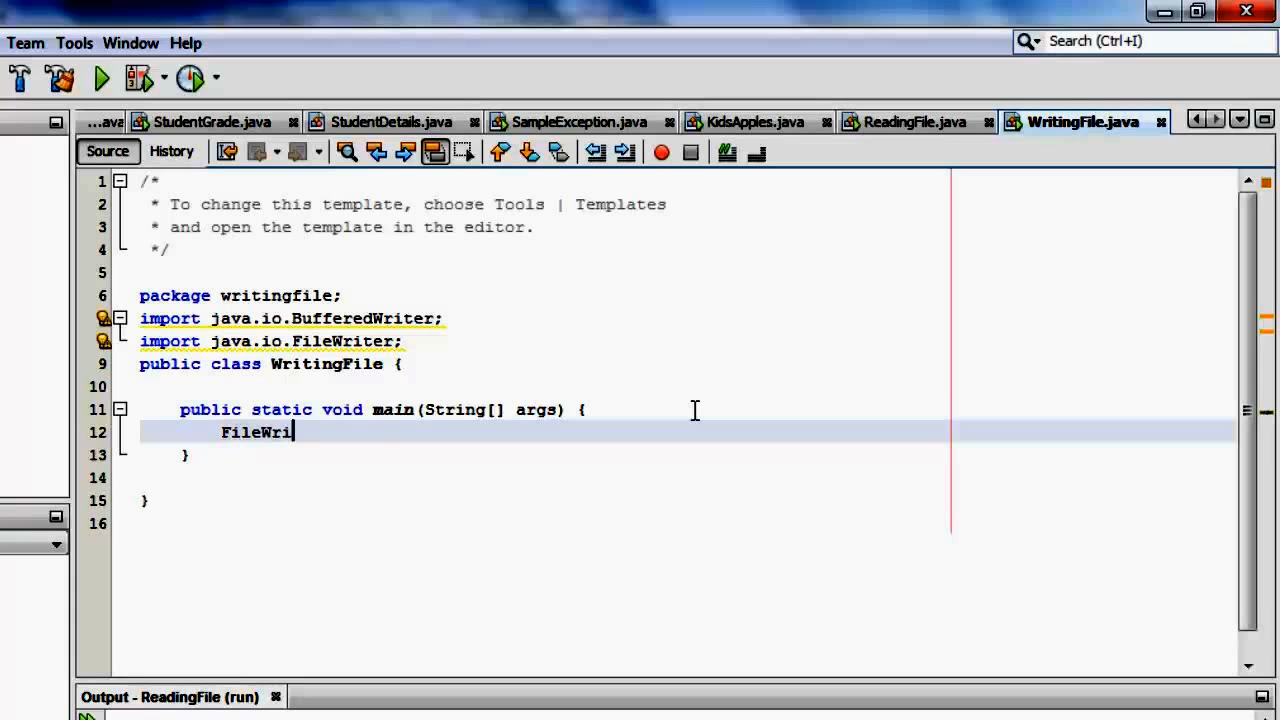 Team Tools Window Help
Search (Ctrl+I)
...ava StudentGrade.java StudentDetails.java SampleException.java KidsApples.java ReadingFile.java WritingFile.java
Source History
1 /*
2 * To change this template, choose Tools | Templates
3 * and open the template in the editor.
4 */
5
6 package writingfile;
import java.io.BufferedWriter;
import java.io.FileWriter;
9 public class WritingFile {
10
11 public static void main(String[] args) {
12 FileWri
13 }
14
15 }
16
Output - ReadingFile (run)